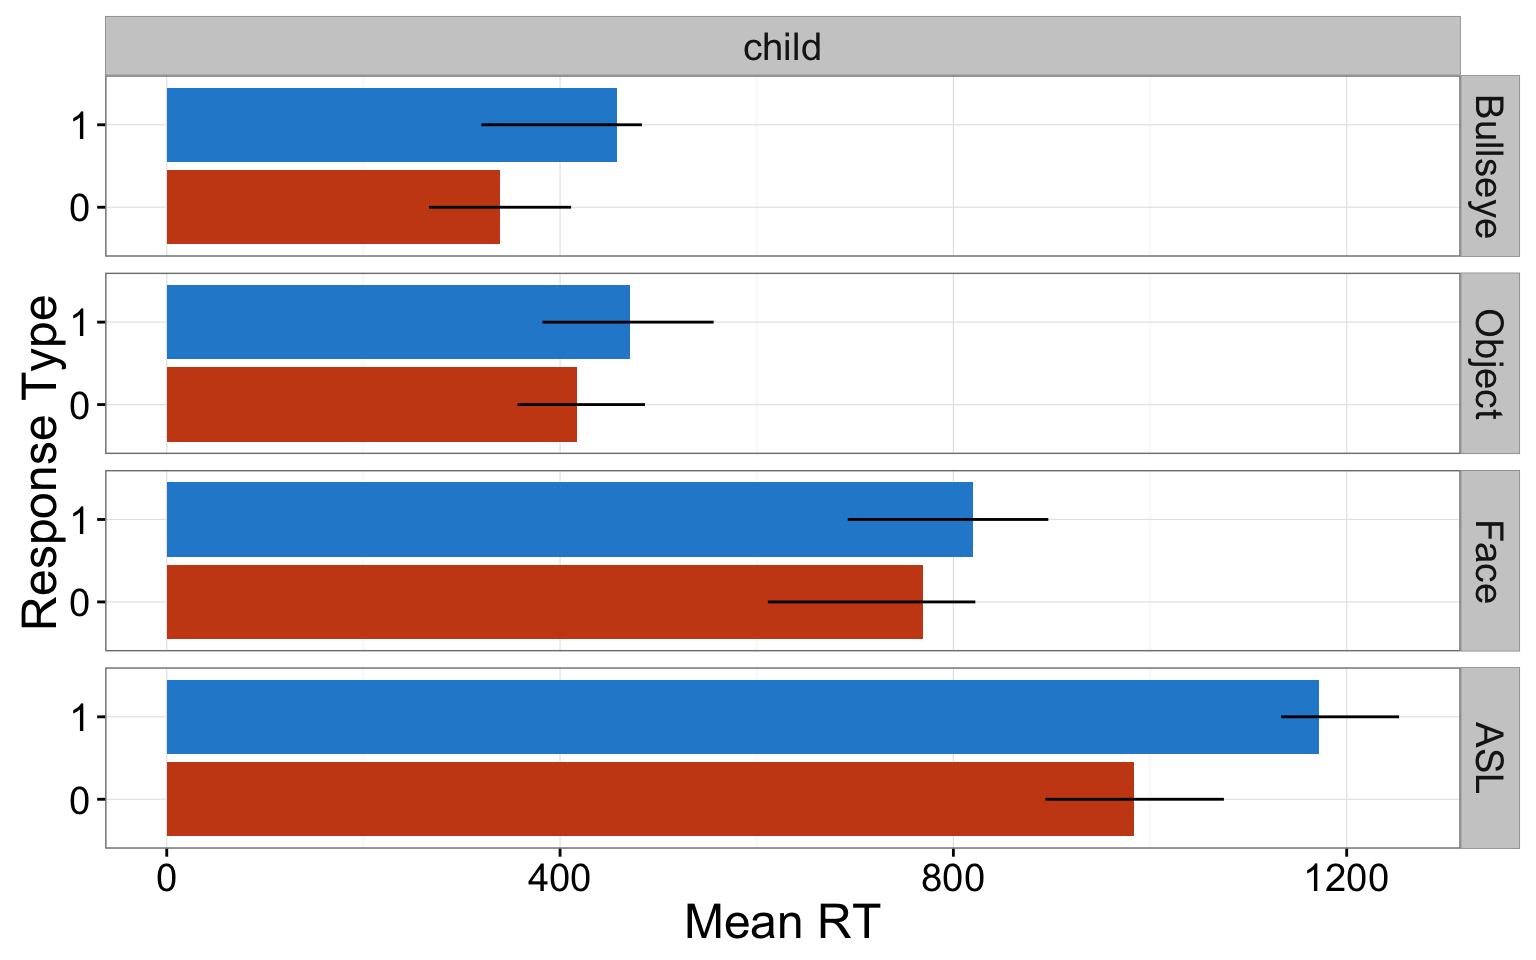 child
1
0
Bullseye
1
0
Object
1
0
Face
1
0
ASL
Response Type
0 400 800 1200
Mean RT